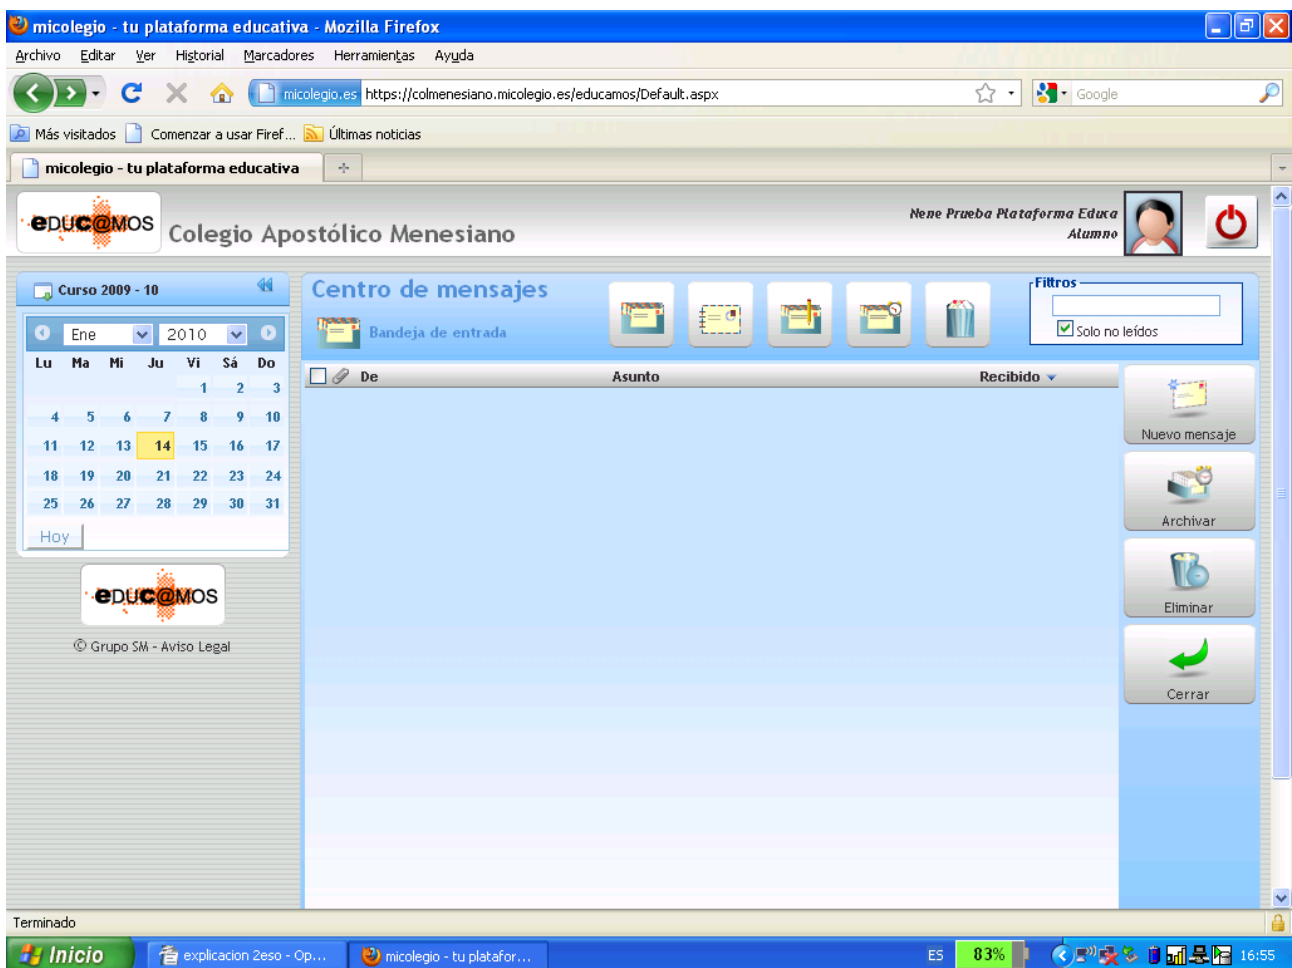 micolegio - tu plataforma educativa - Mozilla Firefox
Archivo Editar Ver Historial Marcadores Herramientas Ayuda
micolegio.es https://colmenesiano.micolegio.es/educamos/Default.aspx Google
Más visitados Comenzar a usar Firef... Últimas noticias
micolegio - tu plataforma educativa
eDUC@MOS Colegio Apostólico Menesiano
Nene Prueba Plataforma Educa
Alumno
Curso 2009 - 10
Ene 2010
Lu Ma Mi Ju Vi Sá Do
1 2 3
4 5 6 7 8 9 10
11 12 13 14 15 16 17
18 19 20 21 22 23 24
25 26 27 28 29 30 31
Hoy
eDUC@MOS
© Grupo SM - Aviso Legal
Centro de mensajes
Bandeja de entrada
Filtros
Solo no leídos
De Asunto Recibido
Nuevo mensaje
Archivar
Eliminar
Cerrar
Terminado
Inicio explicacion 2eso - Op... micolegio - tu platafor... ES 83% 16:55